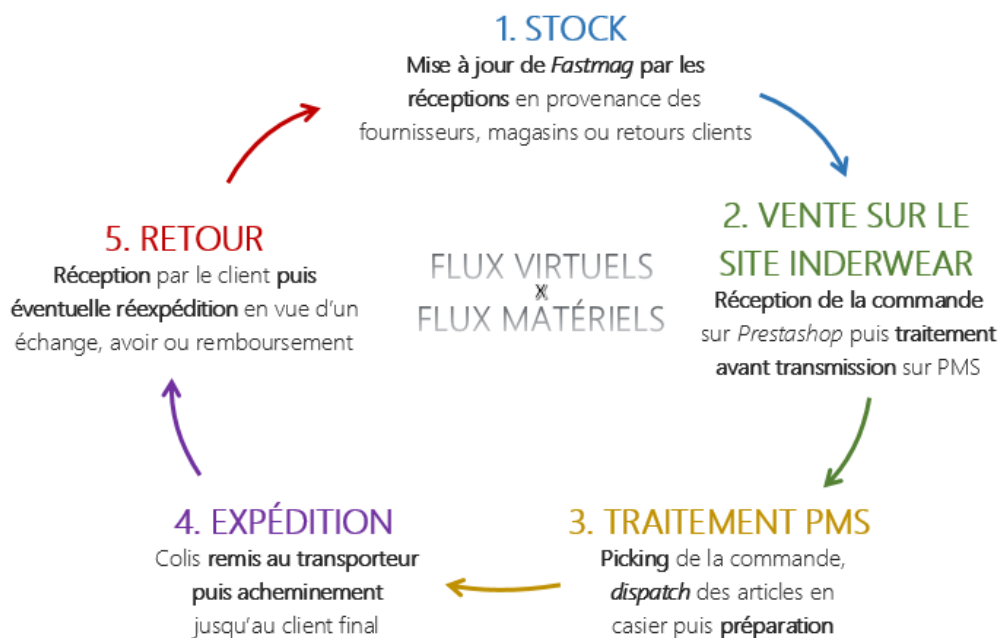 1. STOCK
Mise à jour de Fastmag par les
réceptions en provenance des
fournisseurs, magasins ou retours clients
2. VENTE SUR LE
SITE INDERWEAR
Réception de la commande
sur Prestashop puis traitement
avant transmission sur PMS
3. TRAITEMENT PMS
Picking de la commande,
dispatch des articles en
casier puis préparation
4. EXPÉDITION
Colis remis au transporteur
puis acheminement
jusqu'au client final
5. RETOUR
Réception par le client puis
éventuelle réexpédition en vue d'un
échange, avoir ou remboursement
FLUX VIRTUELS
X
FLUX MATÉRIELS